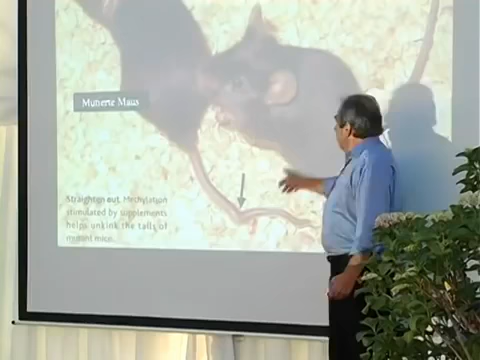 Mutierte Maus
Straighten out. Methylation
stimulated by supplements
helps unkink the tails of
mutant mice.